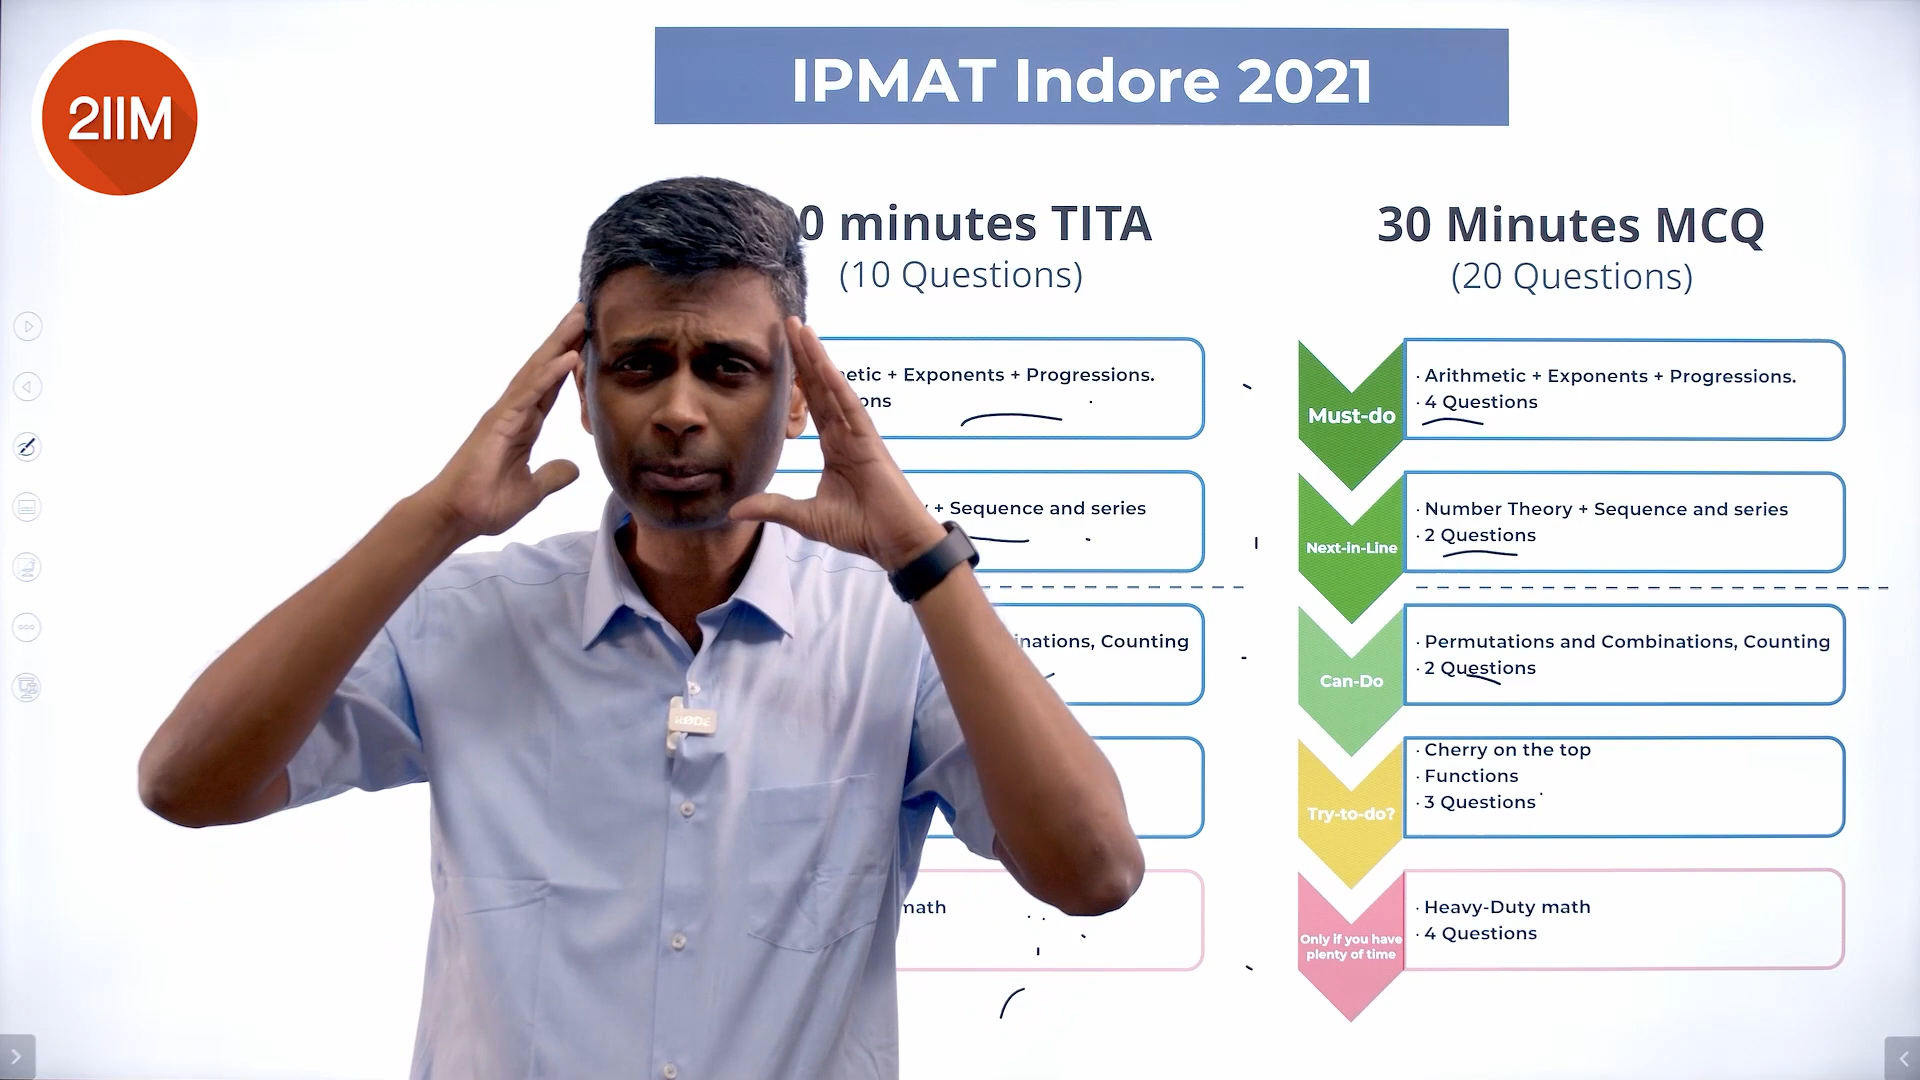 2IIM
IPMAT Indore 2021
0 minutes TITA
(10 Questions)
30 Minutes MCQ
(20 Questions)
+ Exponents + Progressions.
+ Sequence and series
Counting
math
RØDE
Must-do
· Arithmetic + Exponents + Progressions.
· 4 Questions
Next-in-Line
· Number Theory + Sequence and series
· 2 Questions
Can-Do
· Permutations and Combinations, Counting
· 2 Questions
Try-to-do?
· Cherry on the top
· Functions
· 3 Questions
Only if you have
plenty of time
· Heavy-Duty math
· 4 Questions